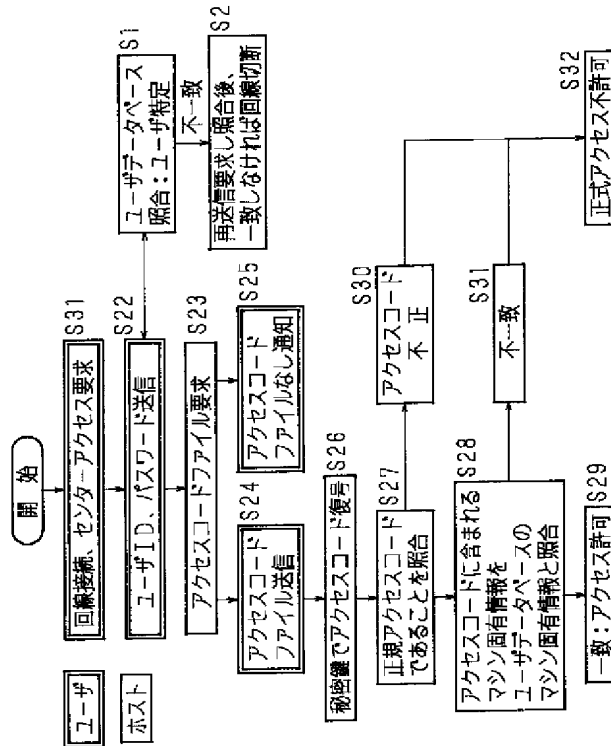 開 始
ユーザ
ホスト
回線接続、センターアクセス要求
S31
ユーザID、パスワード送信
S22
ユーザデータベース
照合：ユーザ特定
S1
不一致
再送信要求し照合後、
一致しなければ回線切断
S2
アクセスコードファイル要求
S23
アクセスコード
ファイル送信
S24
アクセスコード
ファイルなし通知
S25
秘密鍵でアクセスコード復号
S26
正規アクセスコード
であることを照合
S27
アクセスコード
不 正
S30
アクセスコードに含まれる
マシン固有情報を
ユーザデータベースの
マシン固有情報と照合
S28
不一致
S31
一致：アクセス許可
S29
正式アクセス不許可
S32